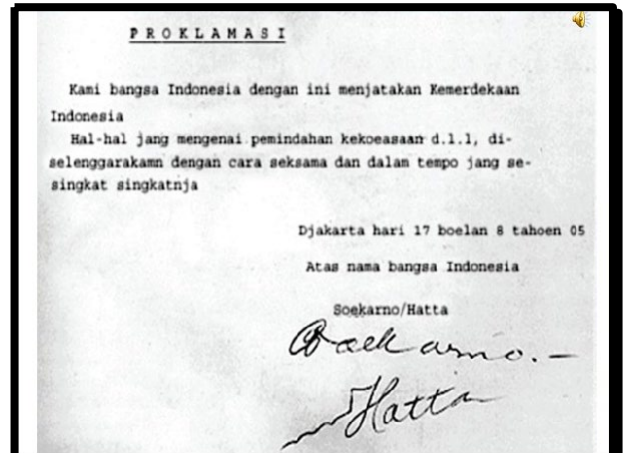 PROKLAMASI
Kami bangsa Indonesia dengan ini menjatakan Kemerdekaan
Indonesia
Hal-hal jang mengenai pemindahan kekoeasaan d.l.l, di-
selenggarakamn dengan cara seksama dan dalam tempo jang se-
singkat singkatnja
Djakarta hari 17 boelan 8 tahoen 05
Atas nama bangsa Indonesia
Soekarno/Hatta
Soekarno.-
Hatta